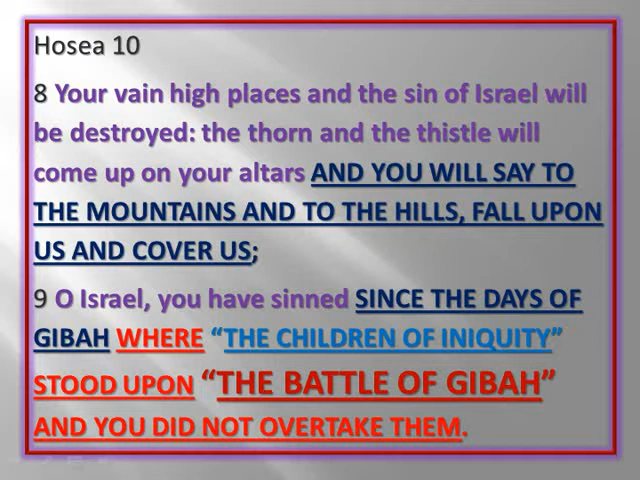 Hosea 10
8 Your vain high places and the sin of Israel will
be destroyed: the thorn and the thistle will
come up on your altars AND YOU WILL SAY TO
THE MOUNTAINS AND TO THE HILLS, FALL UPON
US AND COVER US;
9 O Israel, you have sinned SINCE THE DAYS OF
GIBAH WHERE “THE CHILDREN OF INIQUITY”
STOOD UPON “THE BATTLE OF GIBAH”
AND YOU DID NOT OVERTAKE THEM.